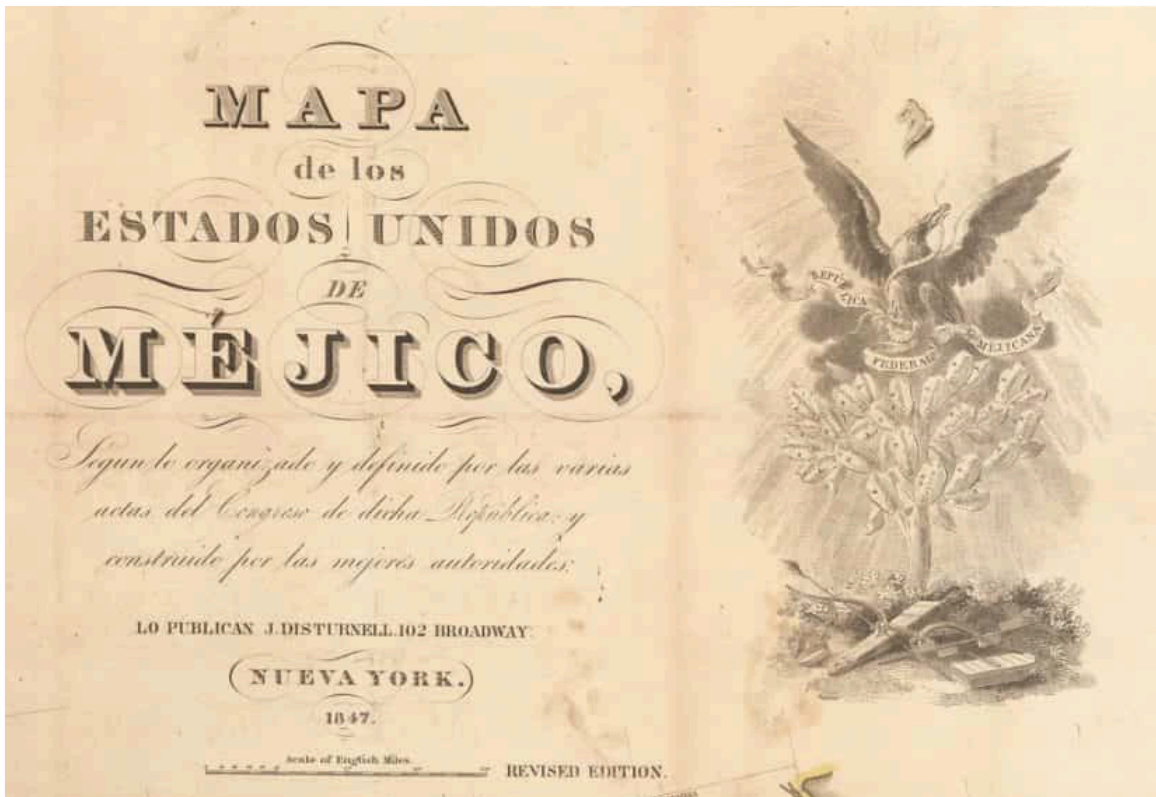 MAPA
de los
ESTADOS UNIDOS
DE
MÉJICO,
Segun lo organizado y definido por las varias
actas del Congreso de dicha República: y
construido por las mejores autoridades:
LO PUBLICAN J. DISTURNELL. 102 BROADWAY.
NUEVA YORK.
1847.
Scale of English Miles.
REVISED EDITION.
REPÚBLICA
FEDERAL
MEXICANA